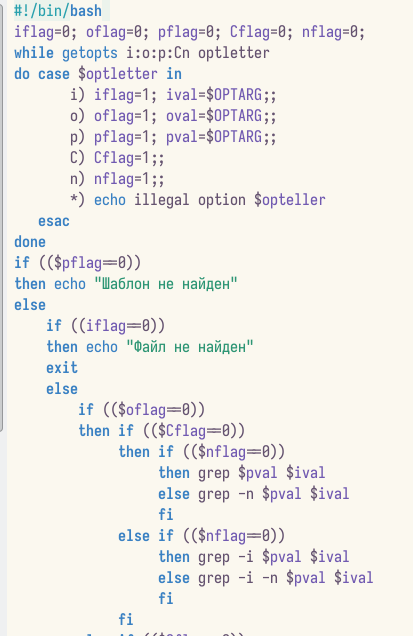 #!/bin/bash
iflag=0; oflag=0; pflag=0; Cflag=0; nflag=0;
while getopts i:o:p:Cn optletter
do case $optletter in
       i) iflag=1; ival=$OPTARG;;
       o) oflag=1; oval=$OPTARG;;
       p) pflag=1; pval=$OPTARG;;
       C) Cflag=1;;
       n) nflag=1;;
       *) echo illegal option $opteller
   esac
done
if (($pflag==0))
then echo "Шаблон не найден"
else
    if ((iflag==0))
    then echo "Файл не найден"
    exit
    else
        if (($oflag==0))
        then if (($Cflag==0))
             then if (($nflag==0))
                  then grep $pval $ival
                  else grep -n $pval $ival
                  fi
             else if (($nflag==0))
                  then grep -i $pval $ival
                  else grep -i -n $pval $ival
                  fi
             fi